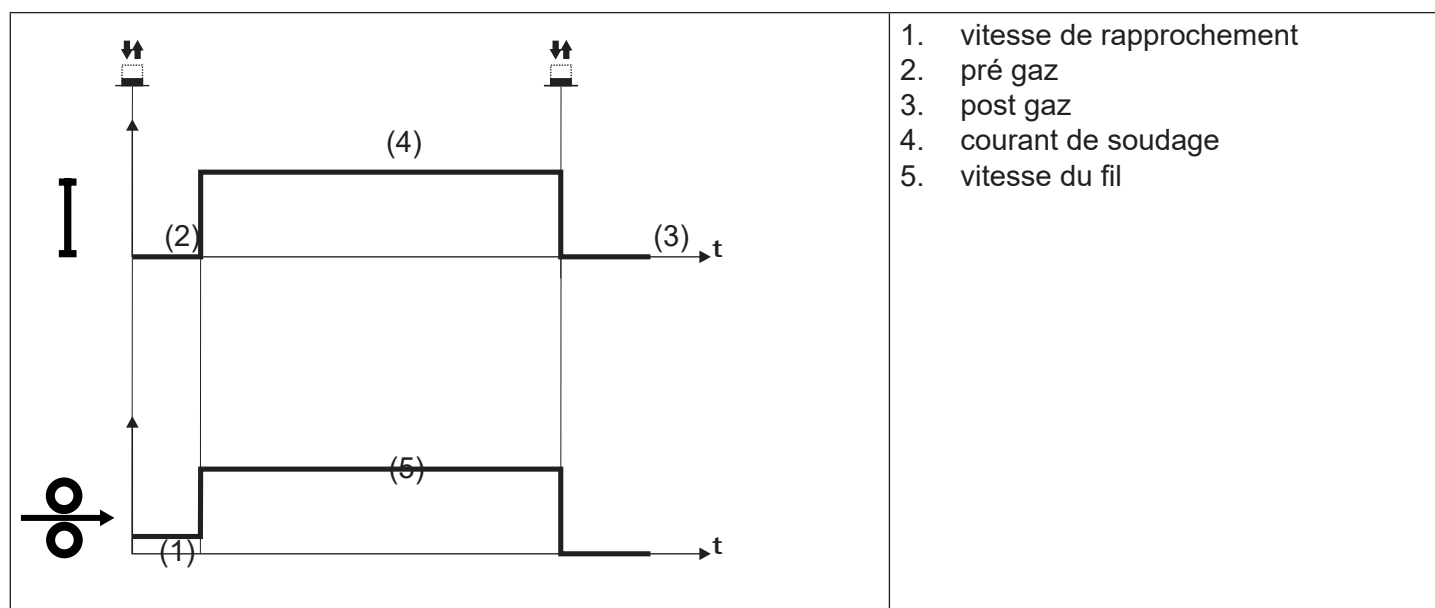 (4)
I
(2)
(3)
t
(5)
(1)
t
1. vitesse de rapprochement
2. pré gaz
3. post gaz
4. courant de soudage
5. vitesse du fil